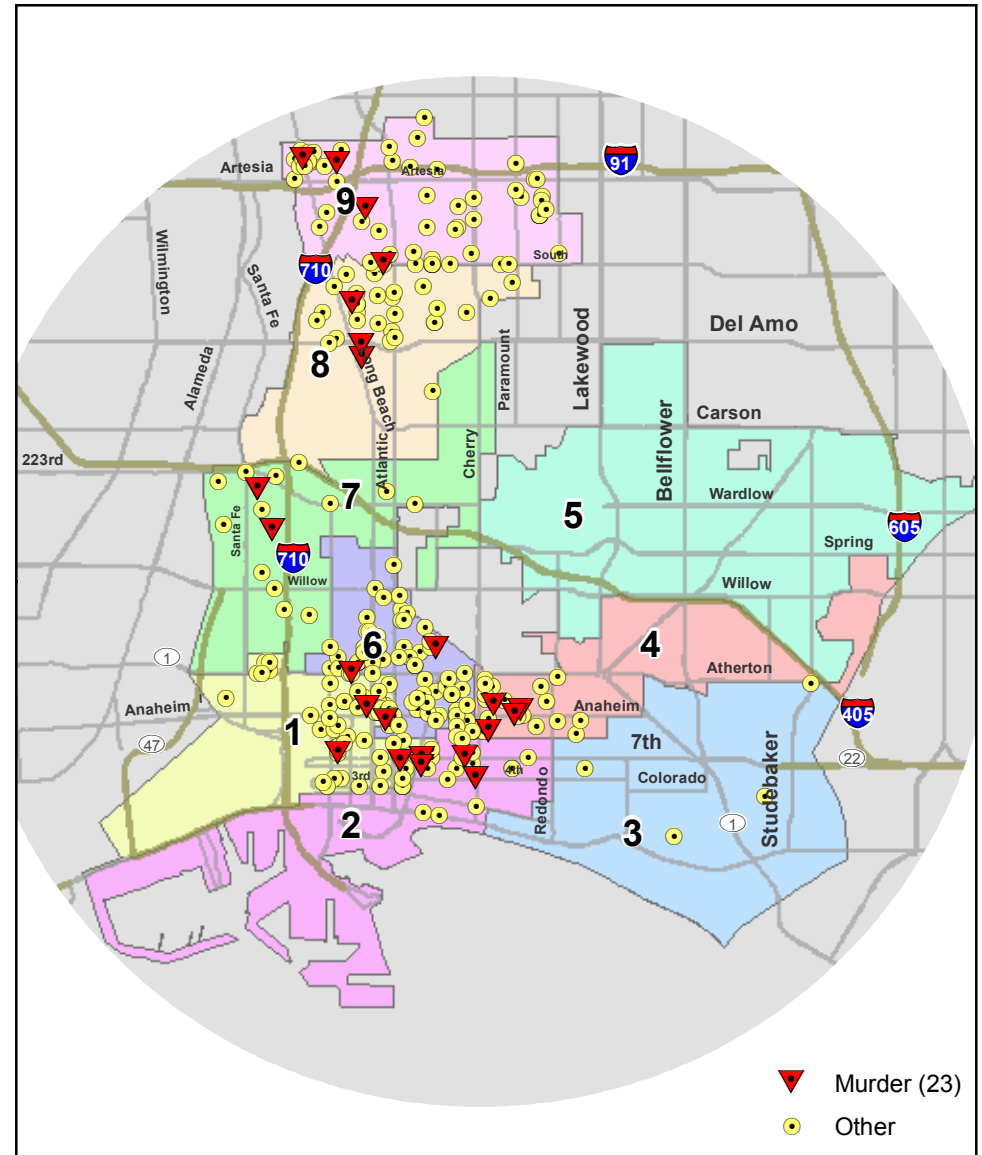 91
Artesia
Artesia
9
Wilmington
Santa Fe
South
710
Del Amo
Alameda
8
Long Beach
Paramount
Lakewood
Bellflower
Carson
223rd
Atlantic
Cherry
7
Wardlow
5
Santa Fe
605
Spring
710
Willow
Willow
6
4
1
Atherton
Anaheim
Anaheim
405
1
7th
47
22
3rd
4th
Redondo
Colorado
Studebaker
2
3
1
Murder (23)
Other